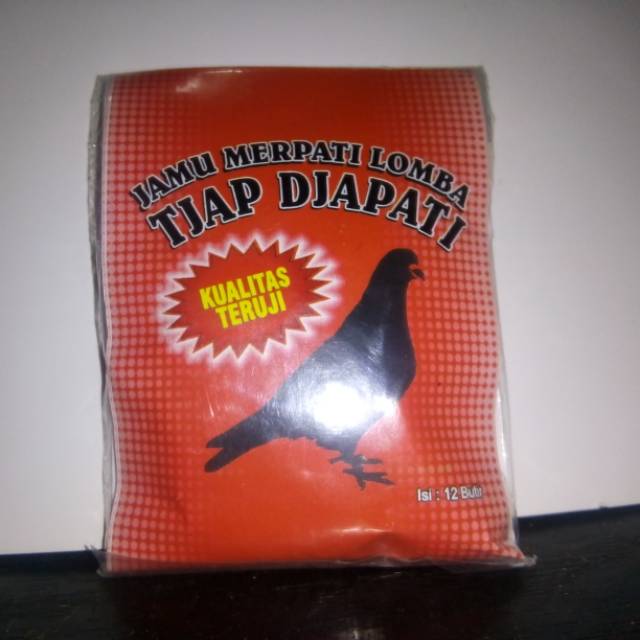 JAMU MERPATI LOMBA
TJAP DJAPATI
KUALITAS
TERUJI
Isi : 12 Butir